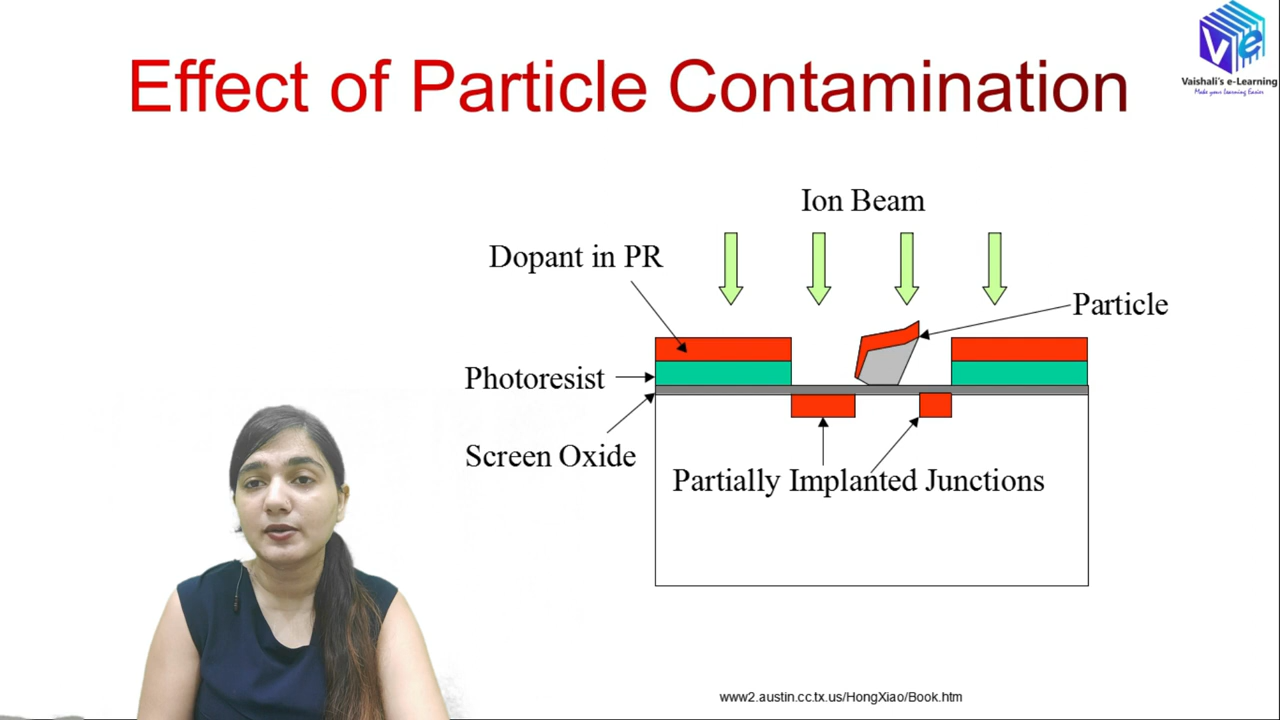 Effect of Particle Contamination
Vaishali's e-Learning
Make your Learning Easier
Ion Beam
Dopant in PR
Particle
Photoresist
Screen Oxide
Partially Implanted Junctions
www2.austin.cc.tx.us/HongXiao/Book.htm